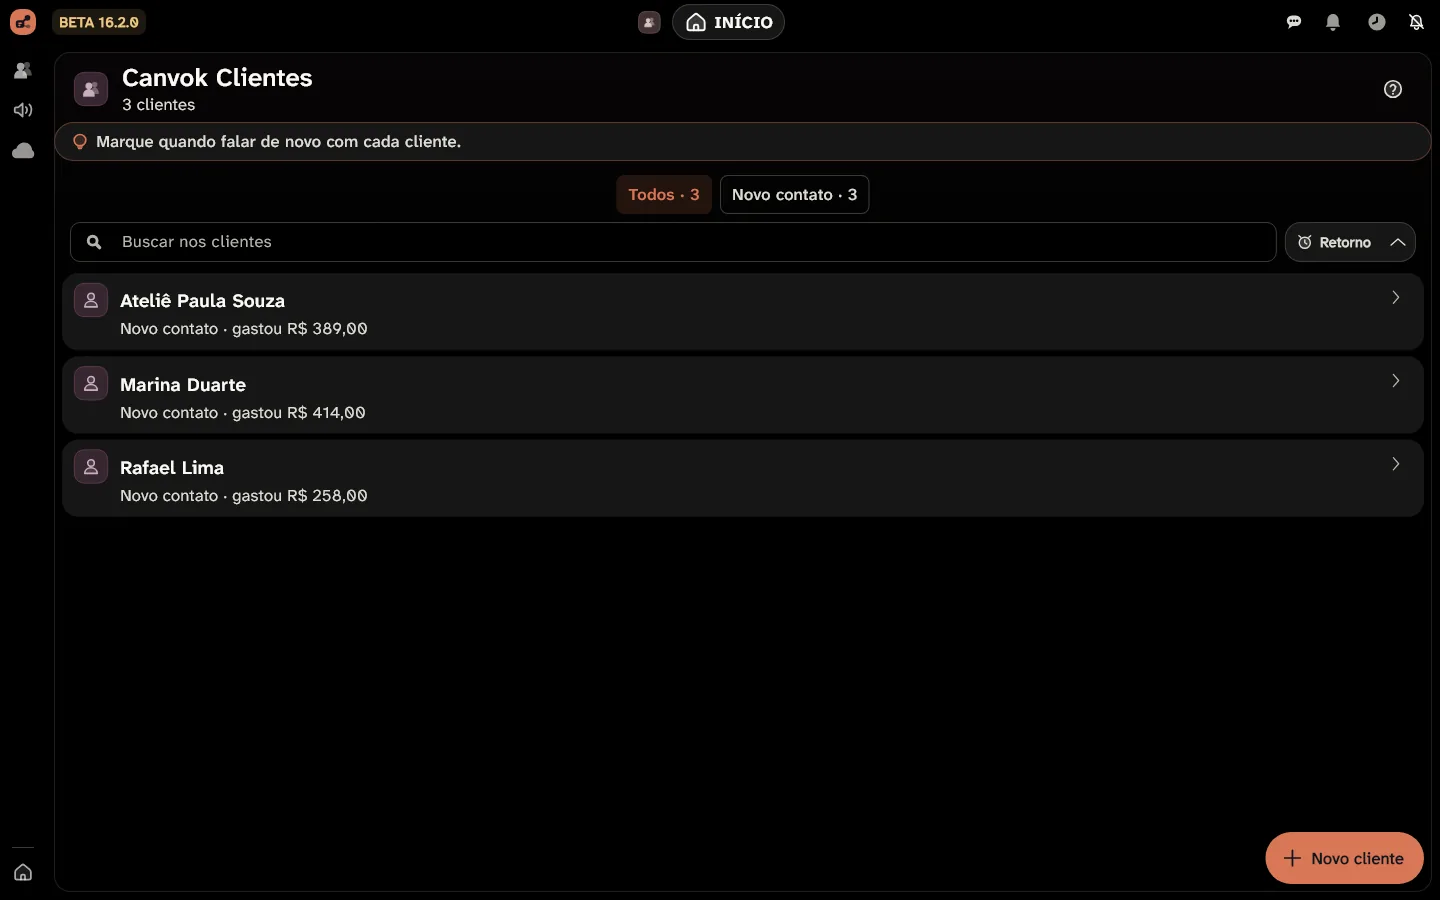 BETA 16.2.0
INÍCIO
Canvok Clientes
3 clientes
Marque quando falar de novo com cada cliente.
Todos · 3
Novo contato · 3
Buscar nos clientes
Retorno
Ateliê Paula Souza
Novo contato · gastou R$ 389,00
Marina Duarte
Novo contato · gastou R$ 414,00
Rafael Lima
Novo contato · gastou R$ 258,00
Novo cliente